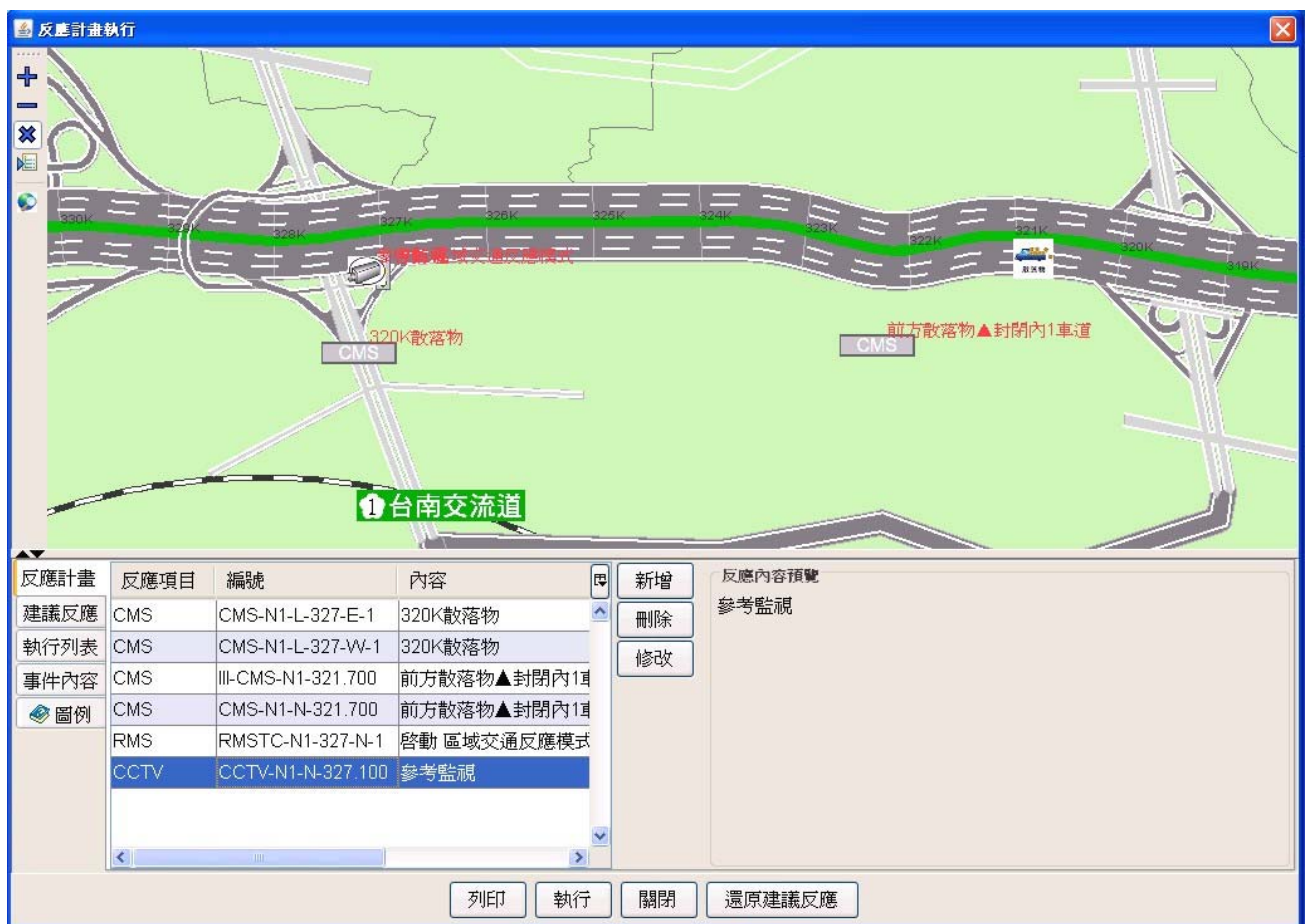 反應計畫執行
330K
329K
328K
327K
326K
325K
324K
323K
322K
321K
320K
319K
散落物
區域交通反應模式
320K散落物
CMS
前方散落物▲封閉內1車道
CMS
1 台南交流道
反應計畫
建議反應
執行列表
事件內容
圖例
反應項目 編號 內容
CMS CMS-N1-L-327-E-1 320K散落物
CMS CMS-N1-L-327-W-1 320K散落物
CMS III-CMS-N1-321.700 前方散落物▲封閉內1車
CMS CMS-N1-N-321.700 前方散落物▲封閉內1車
RMS RMSTC-N1-327-N-1 啓動 區域交通反應模式
CCTV CCTV-N1-N-327.100 參考監視
新增
刪除
修改
反應內容預覽
參考監視
列印
執行
關閉
還原建議反應